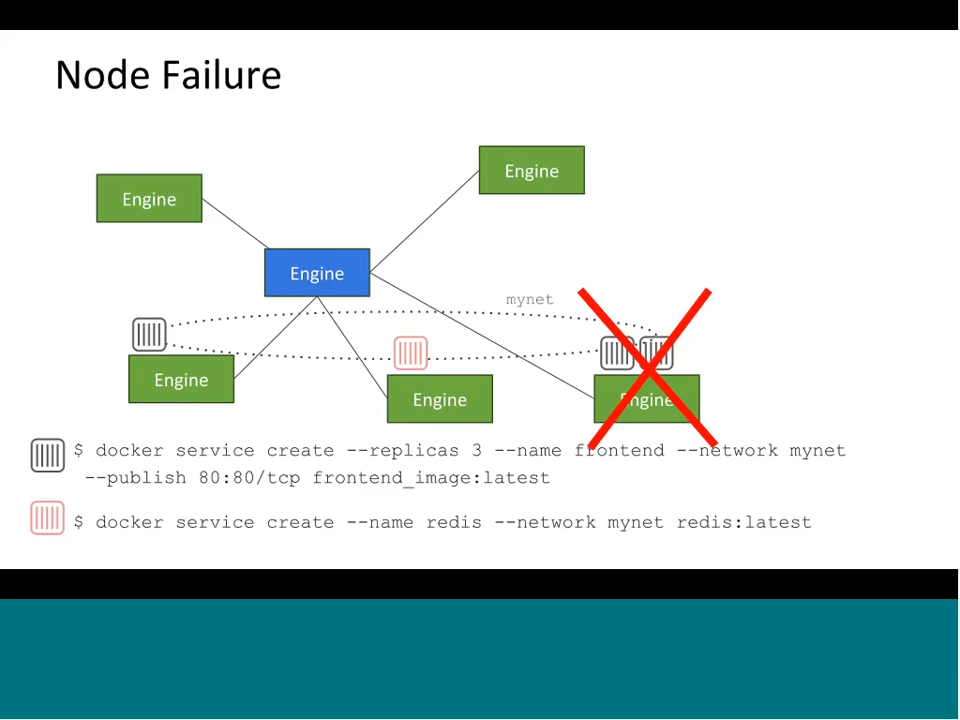 Node Failure
Engine
Engine
Engine
mynet
Engine
Engine
Engine
$ docker service create --replicas 3 --name frontend --network mynet
--publish 80:80/tcp frontend_image:latest
$ docker service create --name redis --network mynet redis:latest